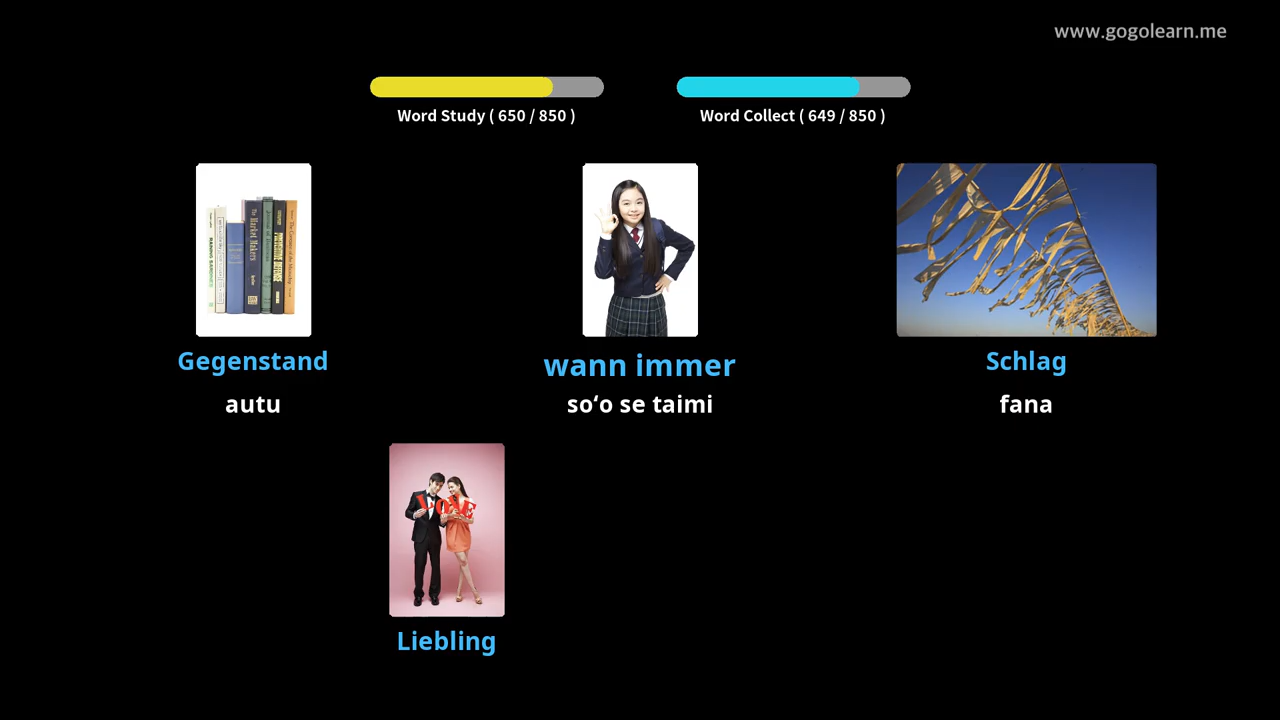 www.gogolearn.me
Word Study ( 650 / 850 )
Word Collect ( 649 / 850 )
Gegenstand
wann immer
Schlag
autu
soʻo se taimi
fana
Liebling